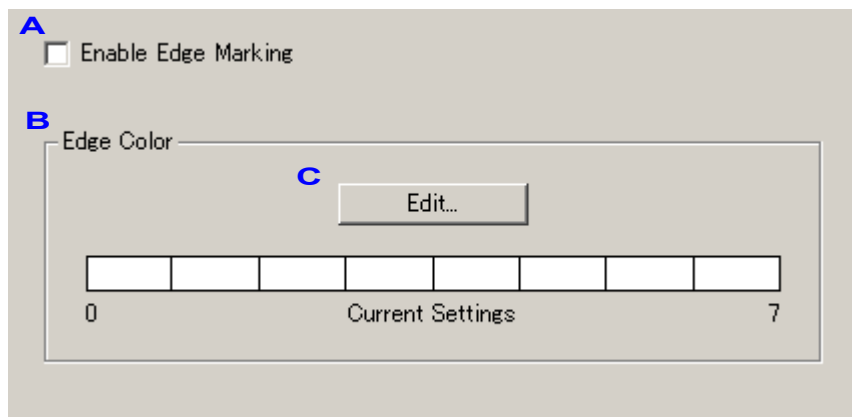 A
Enable Edge Marking
B
Edge Color
C
Edit...
0 Current Settings 7